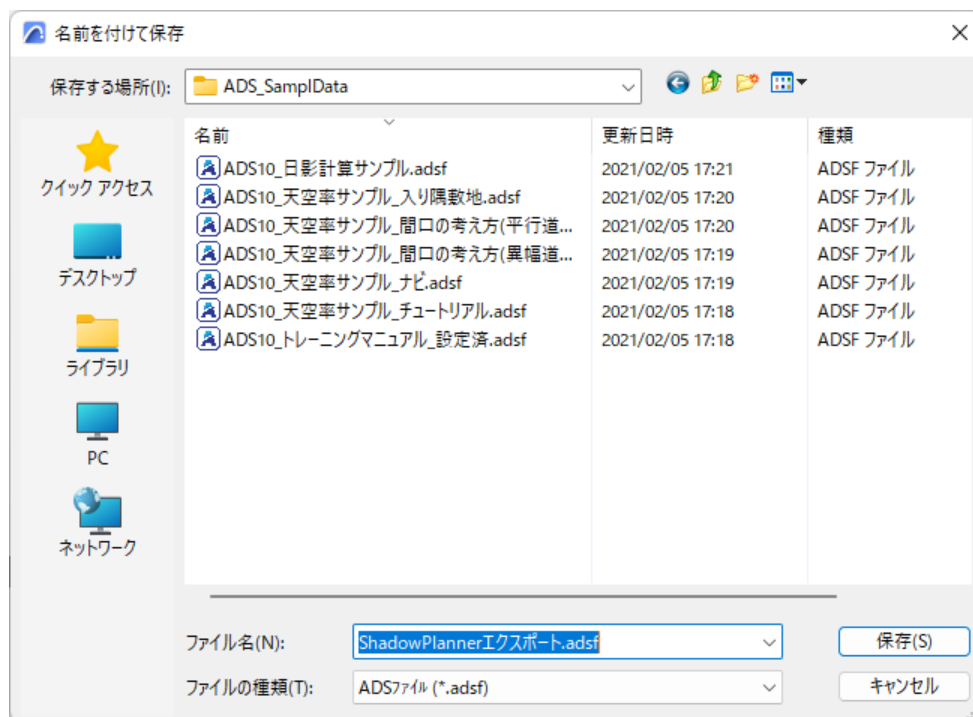 名前を付けて保存
保存する場所(I): ADS_SamplData
名前 更新日時 種類
ADS10_日影計算サンプル.adsf 2021/02/05 17:21 ADSF ファイル
ADS10_天空率サンプル_入り隅敷地.adsf 2021/02/05 17:20 ADSF ファイル
ADS10_天空率サンプル_間口の考え方(平行道... 2021/02/05 17:20 ADSF ファイル
ADS10_天空率サンプル_間口の考え方(異幅道... 2021/02/05 17:19 ADSF ファイル
ADS10_天空率サンプル_ナビ.adsf 2021/02/05 17:19 ADSF ファイル
ADS10_天空率サンプル_チュートリアル.adsf 2021/02/05 17:18 ADSF ファイル
ADS10_トレーニングマニュアル_設定済.adsf 2021/02/05 17:18 ADSF ファイル
クイック アクセス
デスクトップ
ライブラリ
PC
ネットワーク
ファイル名(N): ShadowPlannerエクスポート.adsf 保存(S)
ファイルの種類(T): ADSファイル (*.adsf) キャンセル